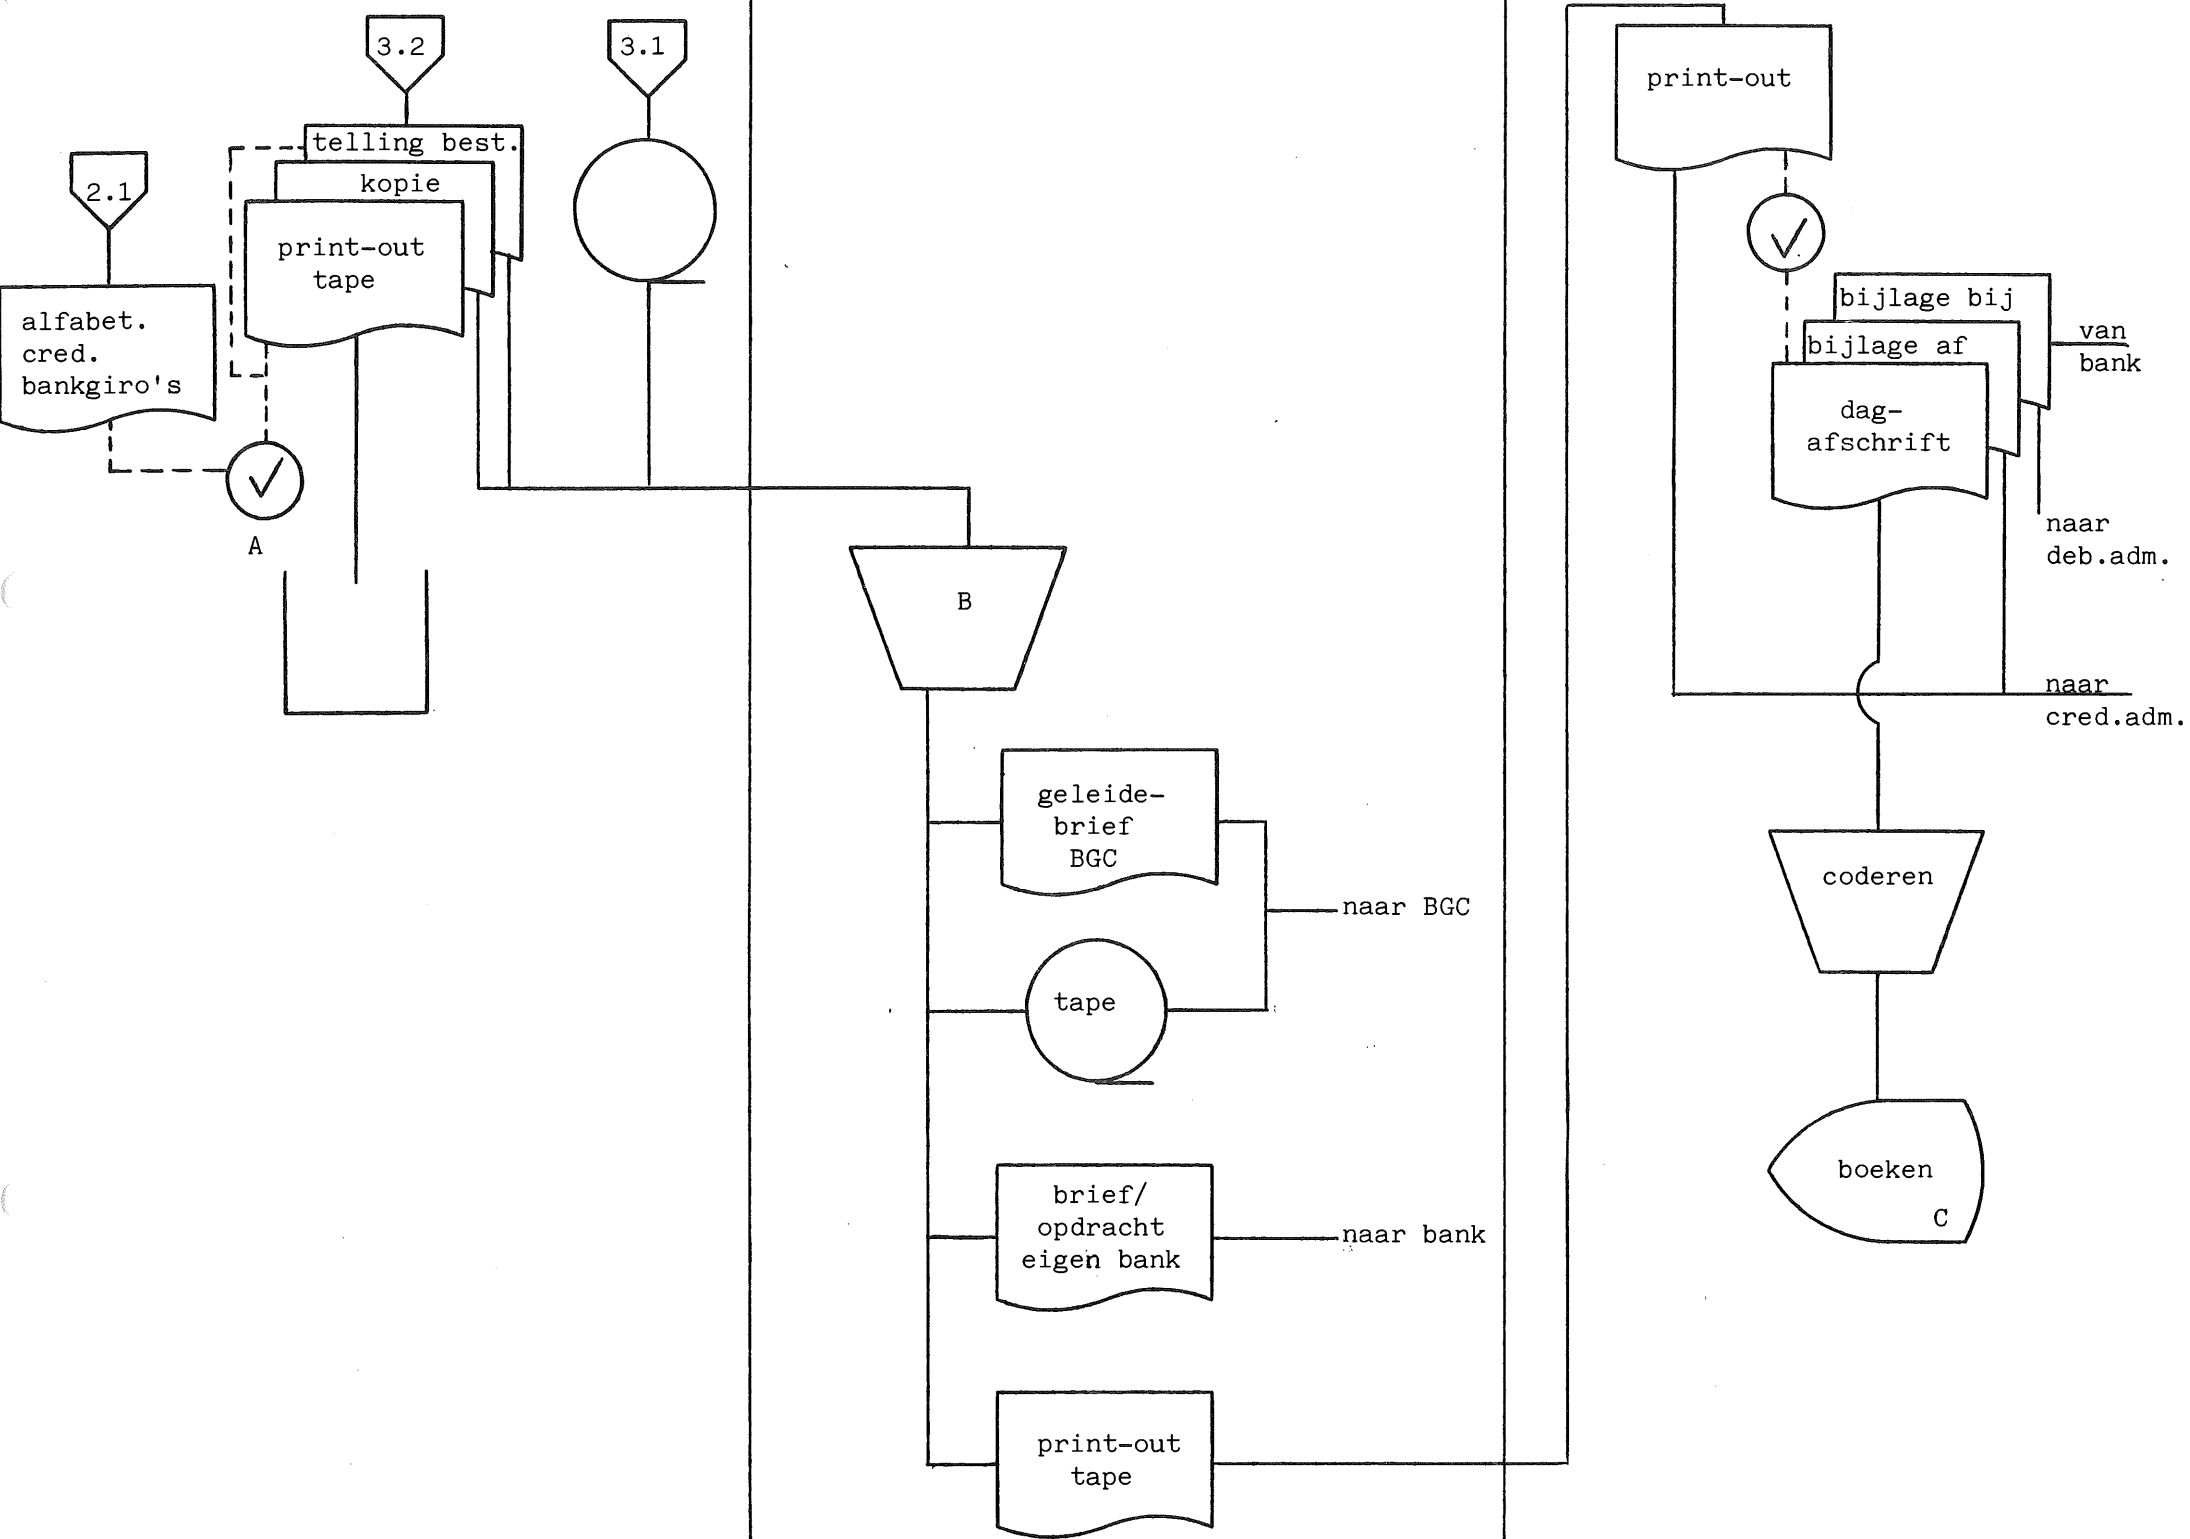 3.2
3.1
2.1
telling best.
kopie
print-out
tape
alfabet.
cred.
bankgiro's
A
B
geleide-
brief
BGC
naar BGC
tape
brief/
opdracht
eigen bank
naar bank
print-out
tape
print-out
bijlage bij
bijlage af
van
bank
dag-
afschrift
naar
deb.adm.
naar
cred.adm.
coderen
boeken
C